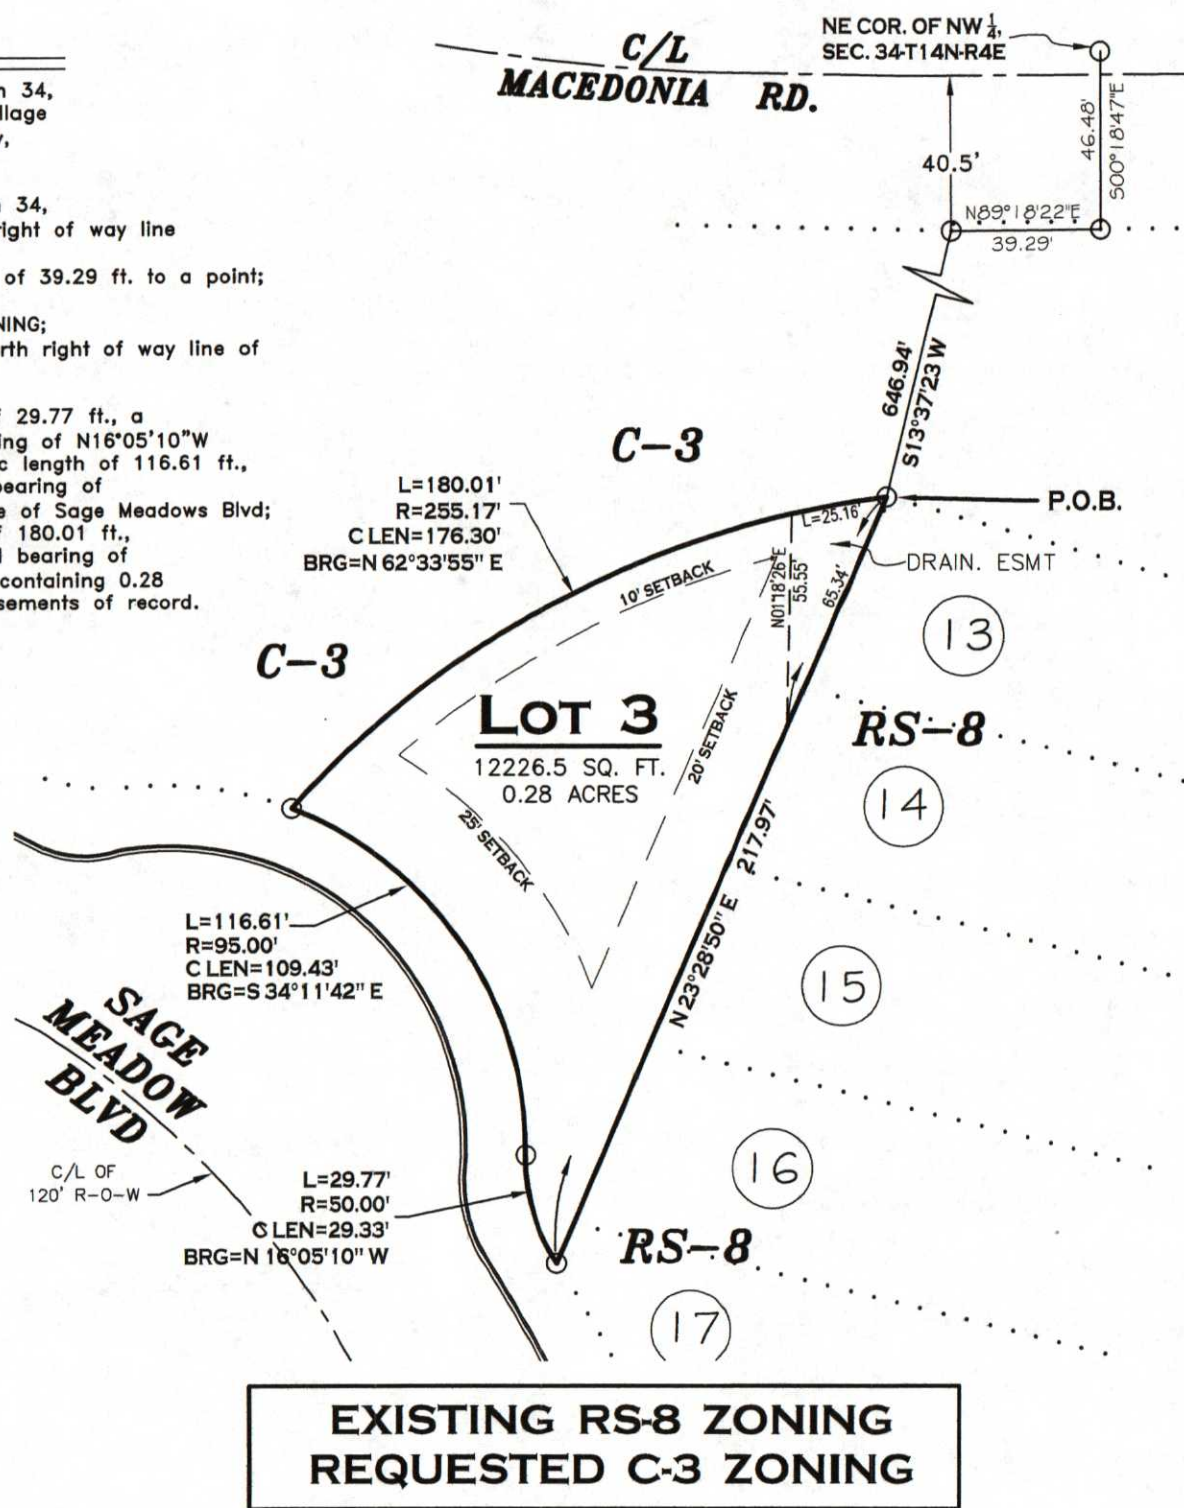 34,
llage
34,
ight of way line
of 39.29 ft. to a point;
NING;
rth right of way line of
29.77 ft., a
ing of N16°05'10"W
c length of 116.61 ft.,
bearing of
e of Sage Meadows Blvd;
180.01 ft.,
bearing of
containing 0.28
sements of record.
C/L
MACEDONIA RD.
NE COR. OF NW 1/4,
SEC. 34-T14N-R4E
40.5'
46.48'
S00°18'47"E
N89°18'22"E
39.29'
646.94'
S13°37'23 W
C-3
L=180.01'
R=255.17'
C LEN=176.30'
BRG=N 62°33'55" E
P.O.B.
L=25.16'
DRAIN. ESMT
10' SETBACK
N01°18'26"E
55.55'
65.34'
13
C-3
LOT 3
12226.5 SQ. FT.
0.28 ACRES
20' SETBACK
RS-8
14
25' SETBACK
N 23°28'50" E 217.97'
L=116.61'
R=95.00'
C LEN=109.43'
BRG=S 34°11'42" E
15
SAGE
MEADOW
BLVD
C/L OF
120' R-O-W
16
L=29.77'
R=50.00'
C LEN=29.33'
BRG=N 16°05'10" W
RS-8
17
EXISTING RS-8 ZONING
REQUESTED C-3 ZONING